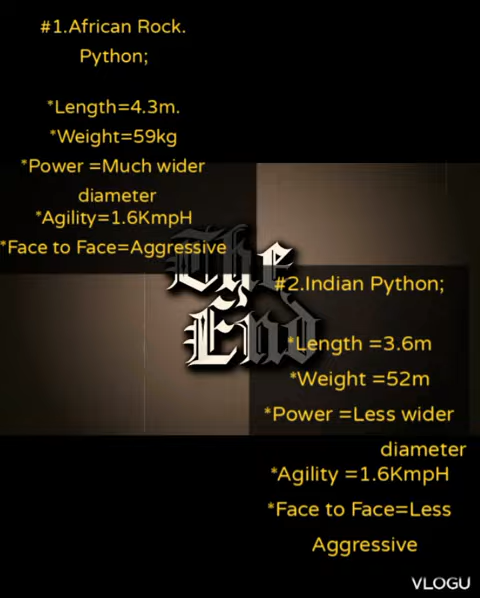 #1.African Rock.
Python;
*Length=4.3m.
*Weight=59kg
*Power =Much wider
diameter
*Agility=1.6KmpH
*Face to Face=Aggressive
The
End
#2.Indian Python;
*Length =3.6m
*Weight =52m
*Power =Less wider
diameter
*Agility =1.6KmpH
*Face to Face=Less
Aggressive
VLOGU